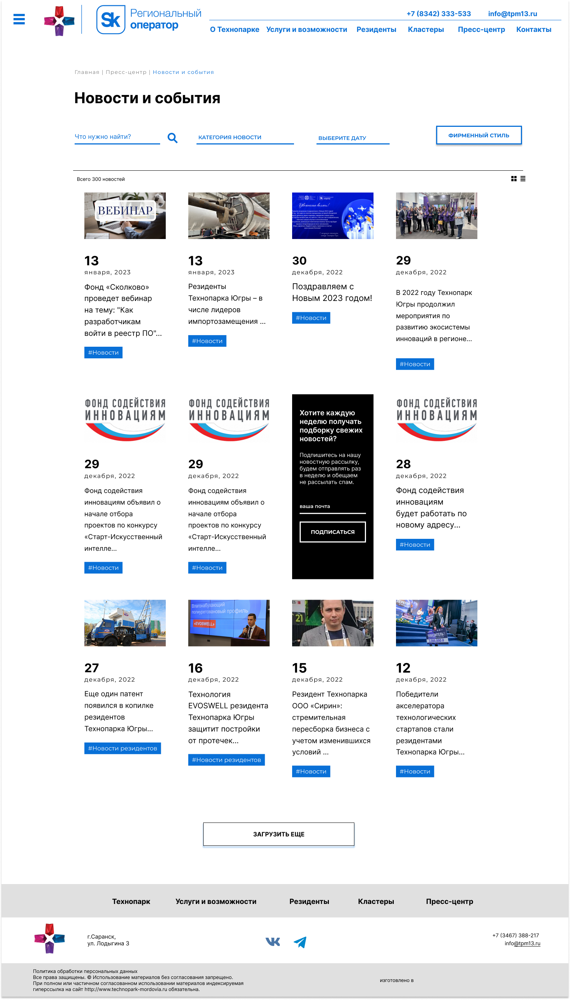 Sk Региональный
оператор
+7 (8342) 333-533 info@tpm13.ru
О Технопарке Услуги и возможности Резиденты Кластеры Пресс-центр Контакты
Главная | Пресс-центр | Новости и события
Новости и события
Что нужно найти? КАТЕГОРИЯ НОВОСТИ ВЫБЕРИТЕ ДАТУ ФИРМЕННЫЙ СТИЛЬ
Всего 300 новостей
ВЕБИНАР
13
января, 2023
Фонд «Сколково»
проведет вебинар
на тему: "Как
разработчикам
войти в реестр ПО"...
#Новости
13
января, 2023
Резиденты
Технопарка Югры – в
числе лидеров
импортозамещения ...
#Новости
Sk Региональный
оператор
Уважаемые коллеги!
30
декабря, 2022
Поздравляем с
Новым 2023 годом!
#Новости
29
декабря, 2022
В 2022 году Технопарк
Югры продолжил
мероприятия по
развитию экосистемы
инноваций в регионе...
#Новости
ФОНД СОДЕЙСТВИЯ
ИННОВАЦИЯМ
29
декабря, 2022
Фонд содействия
инновациям объявил о
начале отбора
проектов по конкурсу
«Старт-Искусственный
интелле...
#Новости
ФОНД СОДЕЙСТВИЯ
ИННОВАЦИЯМ
29
декабря, 2022
Фонд содействия
инновациям объявил о
начале отбора
проектов по конкурсу
«Старт-Искусственный
интелле...
#Новости
Хотите каждую
неделю получать
подборку свежих
новостей?
Подпишитесь на нашу
новостную рассылку,
будем отправлять раз
в неделю и обещаем
не рассылать спам.
ваша почта
ПОДПИСАТЬСЯ
ФОНД СОДЕЙСТВИЯ
ИННОВАЦИЯМ
28
декабря, 2022
Фонд содействия
инновациям
будет работать по
новому адресу...
#Новости
27
декабря, 2022
Еще один патент
появился в копилке
резидентов
Технопарка Югры...
#Новости резидентов
Влагонабухающий
полиуретановый профиль
«EVOSWELL»
16
декабря, 2022
Технология
EVOSWELL резидента
Технопарка Югры
защитит постройки
от протечек...
#Новости резидентов
21
15
декабря, 2022
Резидент Технопарка
ООО «Сирин»:
стремительная
пересборка бизнеса с
учетом изменившихся
условий ...
#Новости
ПОБЕДИТЕЛЬ
2.000.000 ₽
12
декабря, 2022
Победители
акселератора
технологических
стартапов стали
резидентами
Технопарка Югры...
#Новости
ЗАГРУЗИТЬ ЕЩЕ
Технопарк Услуги и возможности Резиденты Кластеры Пресс-центр
г.Саранск,
ул. Лодыгина 3
+7 (3467) 388-217
info@tpm13.ru
Политика обработки персональных данных
Все права защищены. © Использование материалов без согласования запрещено.
При полном или частичном согласованном использовании материалов индексируемая
гиперссылка на сайт http://www.technopark-mordovia.ru обязательна.
изготовлено в